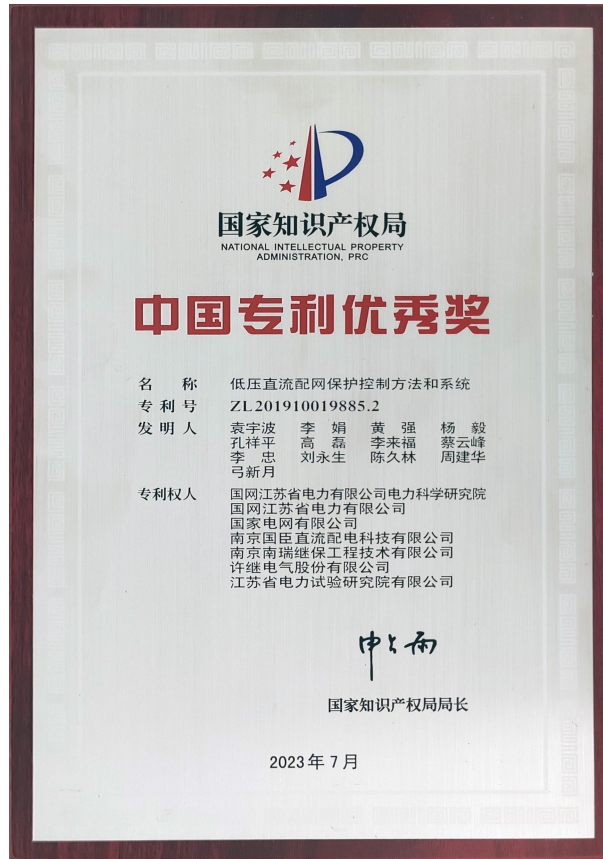 国家知识产权局
NATIONAL INTELLECTUAL PROPERTY
ADMINISTRATION, PRC
中国专利优秀奖
名 称 低压直流配网保护控制方法和系统
专利号 ZL201910019885.2
发明人 袁宇波 李 娟 黄 强 杨 毅
孔祥平 高 磊 李来福 蔡云峰
李 忠 刘永生 陈久林 周建华
弓新月
专利权人 国网江苏省电力有限公司电力科学研究院
国网江苏省电力有限公司
国家电网有限公司
南京国臣直流配电科技有限公司
南京南瑞继保工程技术有限公司
许继电气股份有限公司
江苏省电力试验研究院有限公司
申长雨
国家知识产权局局长
2023年7月